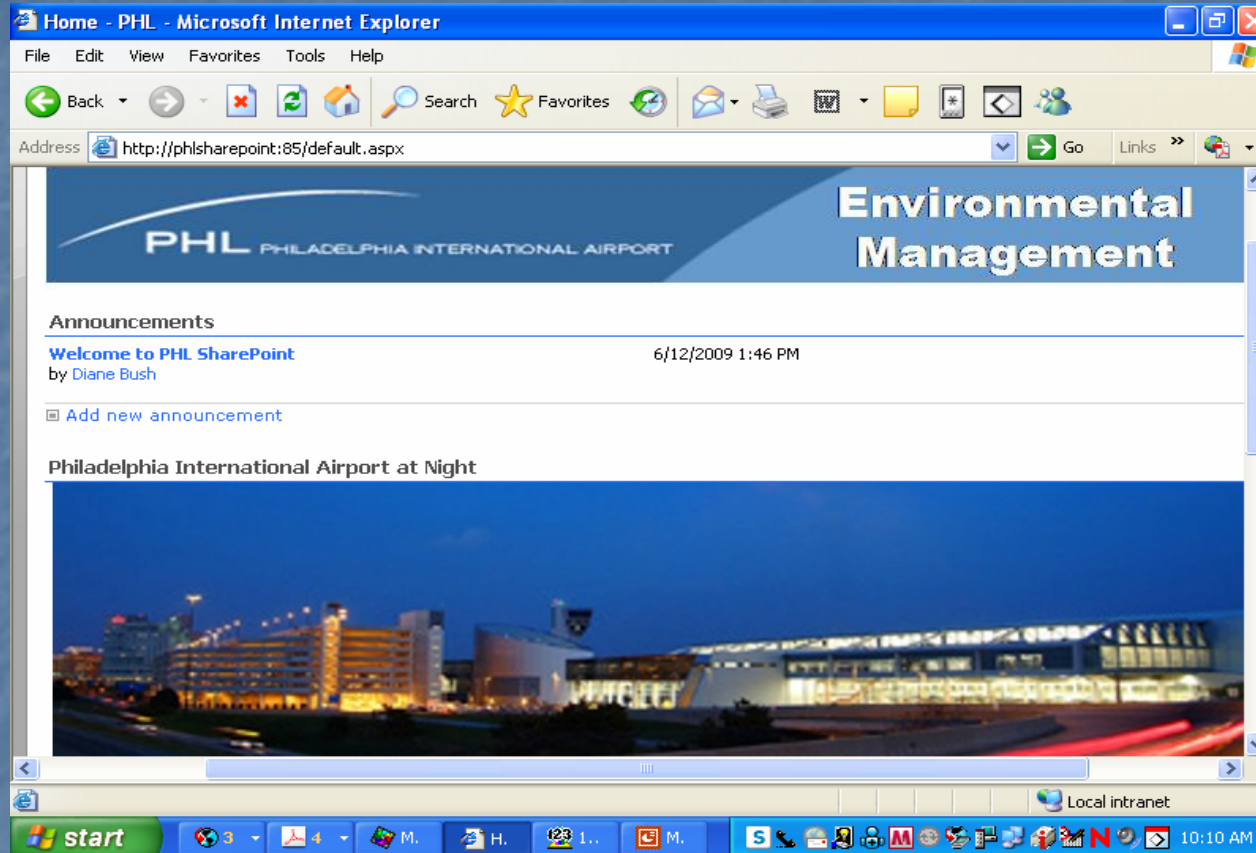 Home - PHL - Microsoft Internet Explorer
File Edit View Favorites Tools Help
Back Search Favorites
Address http://phlsharepoint:85/default.aspx Go Links »
PHL PHILADELPHIA INTERNATIONAL AIRPORT
Environmental
Management
Announcements
Welcome to PHL SharePoint 6/12/2009 1:46 PM
by Diane Bush
Add new announcement
Philadelphia International Airport at Night
Local intranet
start 3 4 M. H. 1.. M. S M N 10:10 AM